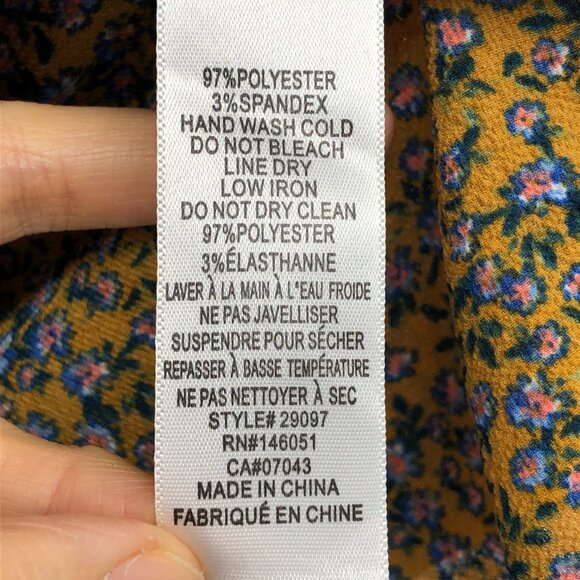 97%POLYESTER
3%SPANDEX
HAND WASH COLD
DO NOT BLEACH
LINE DRY
LOW IRON
DO NOT DRY CLEAN
97%POLYESTER
3%ÉLASTHANNE
LAVER À LA MAIN À L"EAU FROIDE
NE PAS JAVELLISER
SUSPENDRE POUR SÉCHER
REPASSER À BASSE TEMPÉRATURE
NE PAS NETTOYER À SEC
STYLE# 29097
RN#146051
CA#07043
MADE IN CHINA
FABRIQUÉ EN CHINE